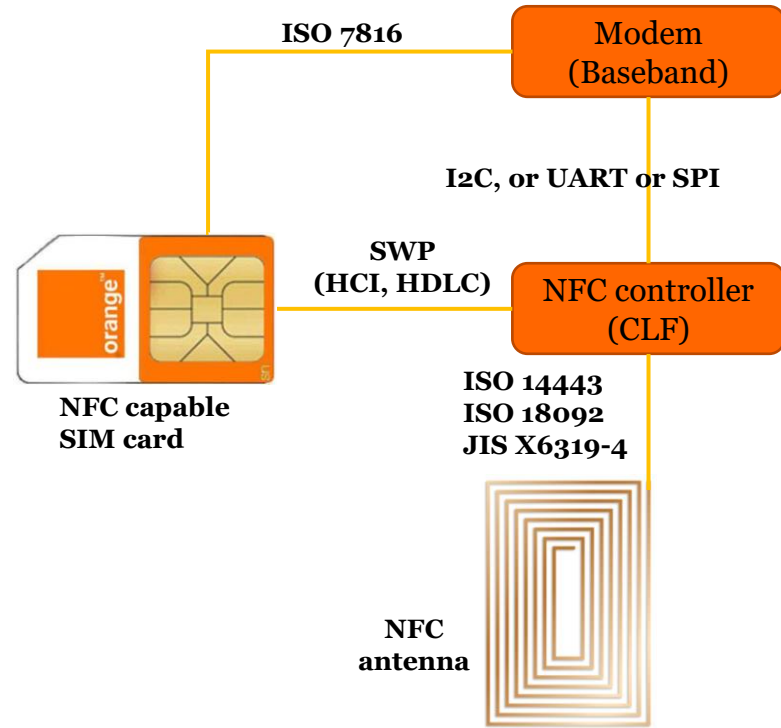 ISO 7816
Modem
(Baseband)
I2C, or UART or SPI
SWP
(HCI, HDLC)
NFC controller
(CLF)
orange™
NFC capable
SIM card
ISO 14443
ISO 18092
JIS X6319-4
NFC
antenna